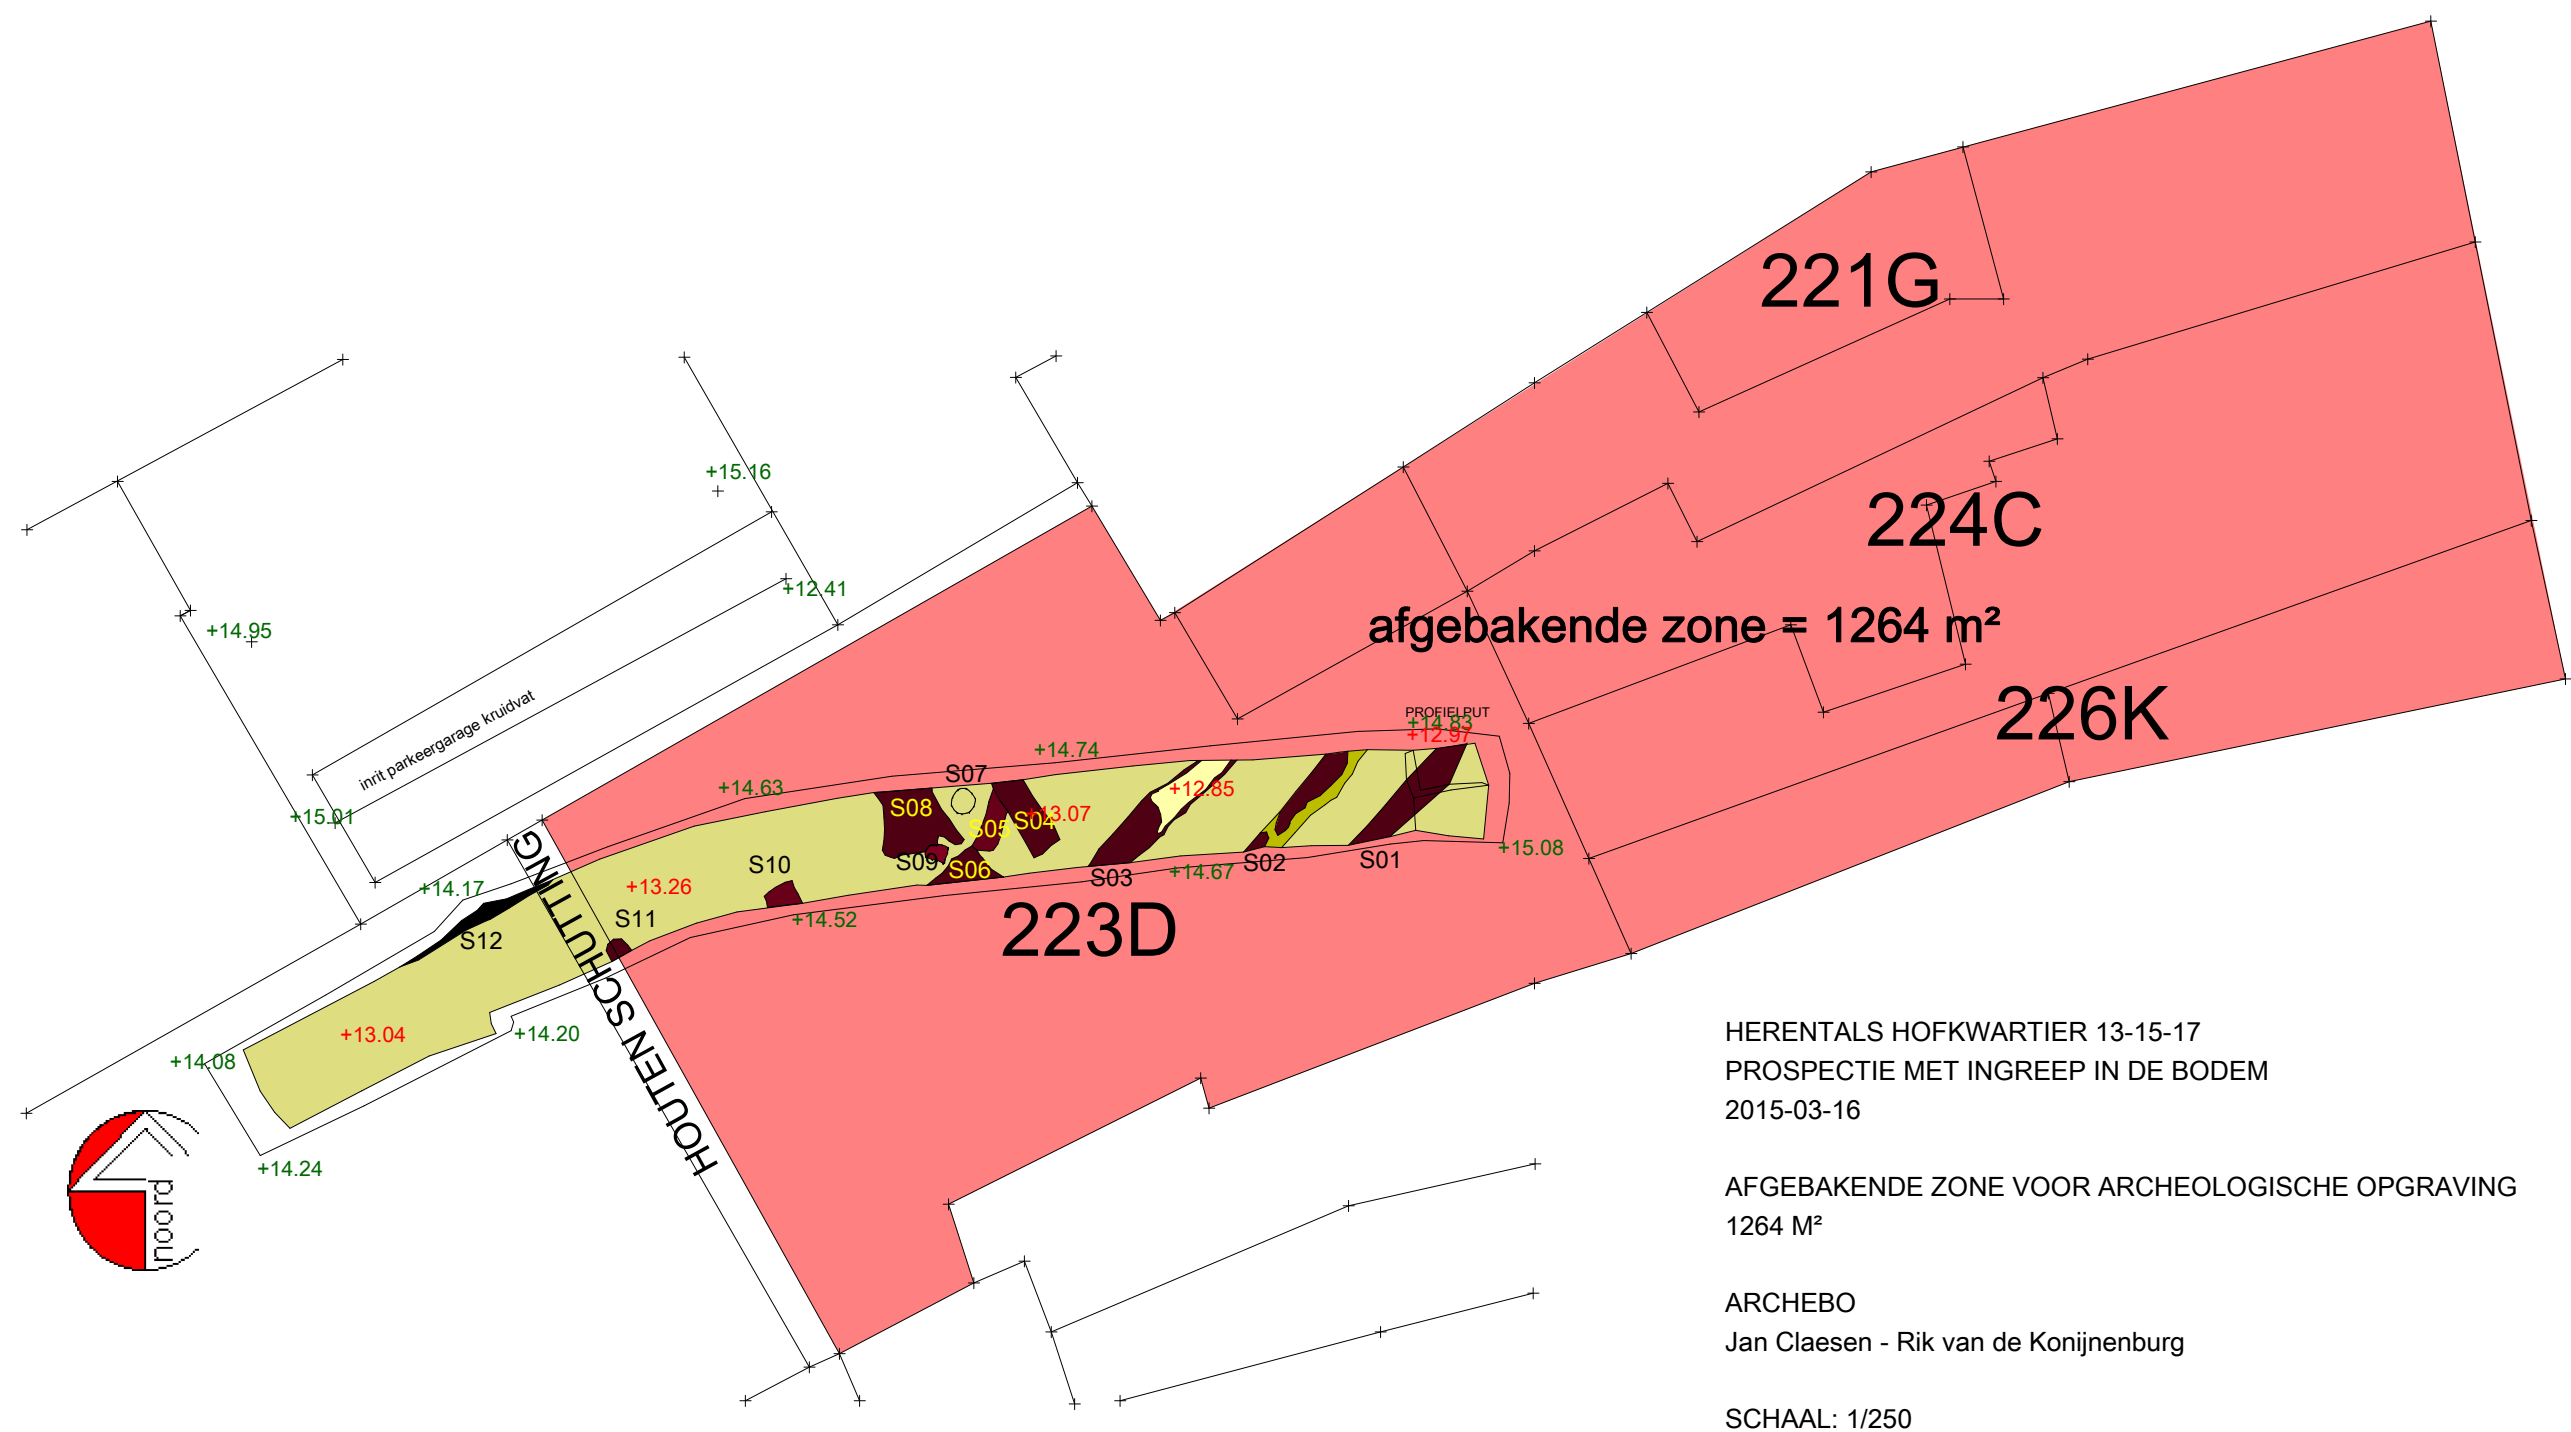 221G
+15.16
224C
+12.41
afgebakende zone = 1264 m²
+14.95
226K
inrit parkeergarage kruidvat
PROFIELPUT
+14.83
+12.97
+14.74
S07
+14.63
+12.85
S08
+13.07
S04
S05
+15.01
+15.08
S09
S06
S10
S03
+14.67
S02
S01
+14.17
+13.26
S11
+14.52
S12
223D
HOUTEN SCHUTTING
+13.04
+14.20
+14.08
+14.24
noord
HERENTALS HOFKWARTIER 13-15-17
PROSPECTIE MET INGREEP IN DE BODEM
2015-03-16
AFGEBAKENDE ZONE VOOR ARCHEOLOGISCHE OPGRAVING
1264 M²
ARCHEBO
Jan Claesen - Rik van de Konijnenburg
SCHAAL: 1/250